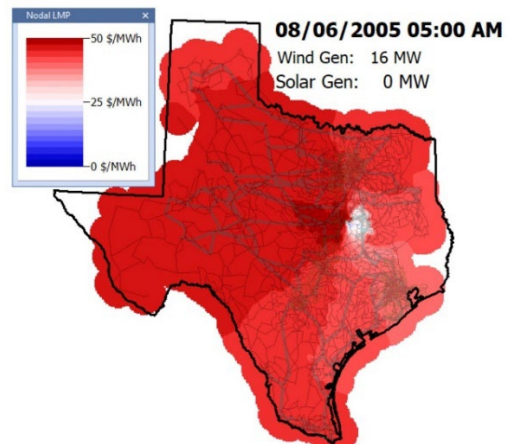 Nodal LMP ×
50 $/MWh
25 $/MWh
0 $/MWh
08/06/2005 05:00 AM
Wind Gen: 16 MW
Solar Gen: 0 MW